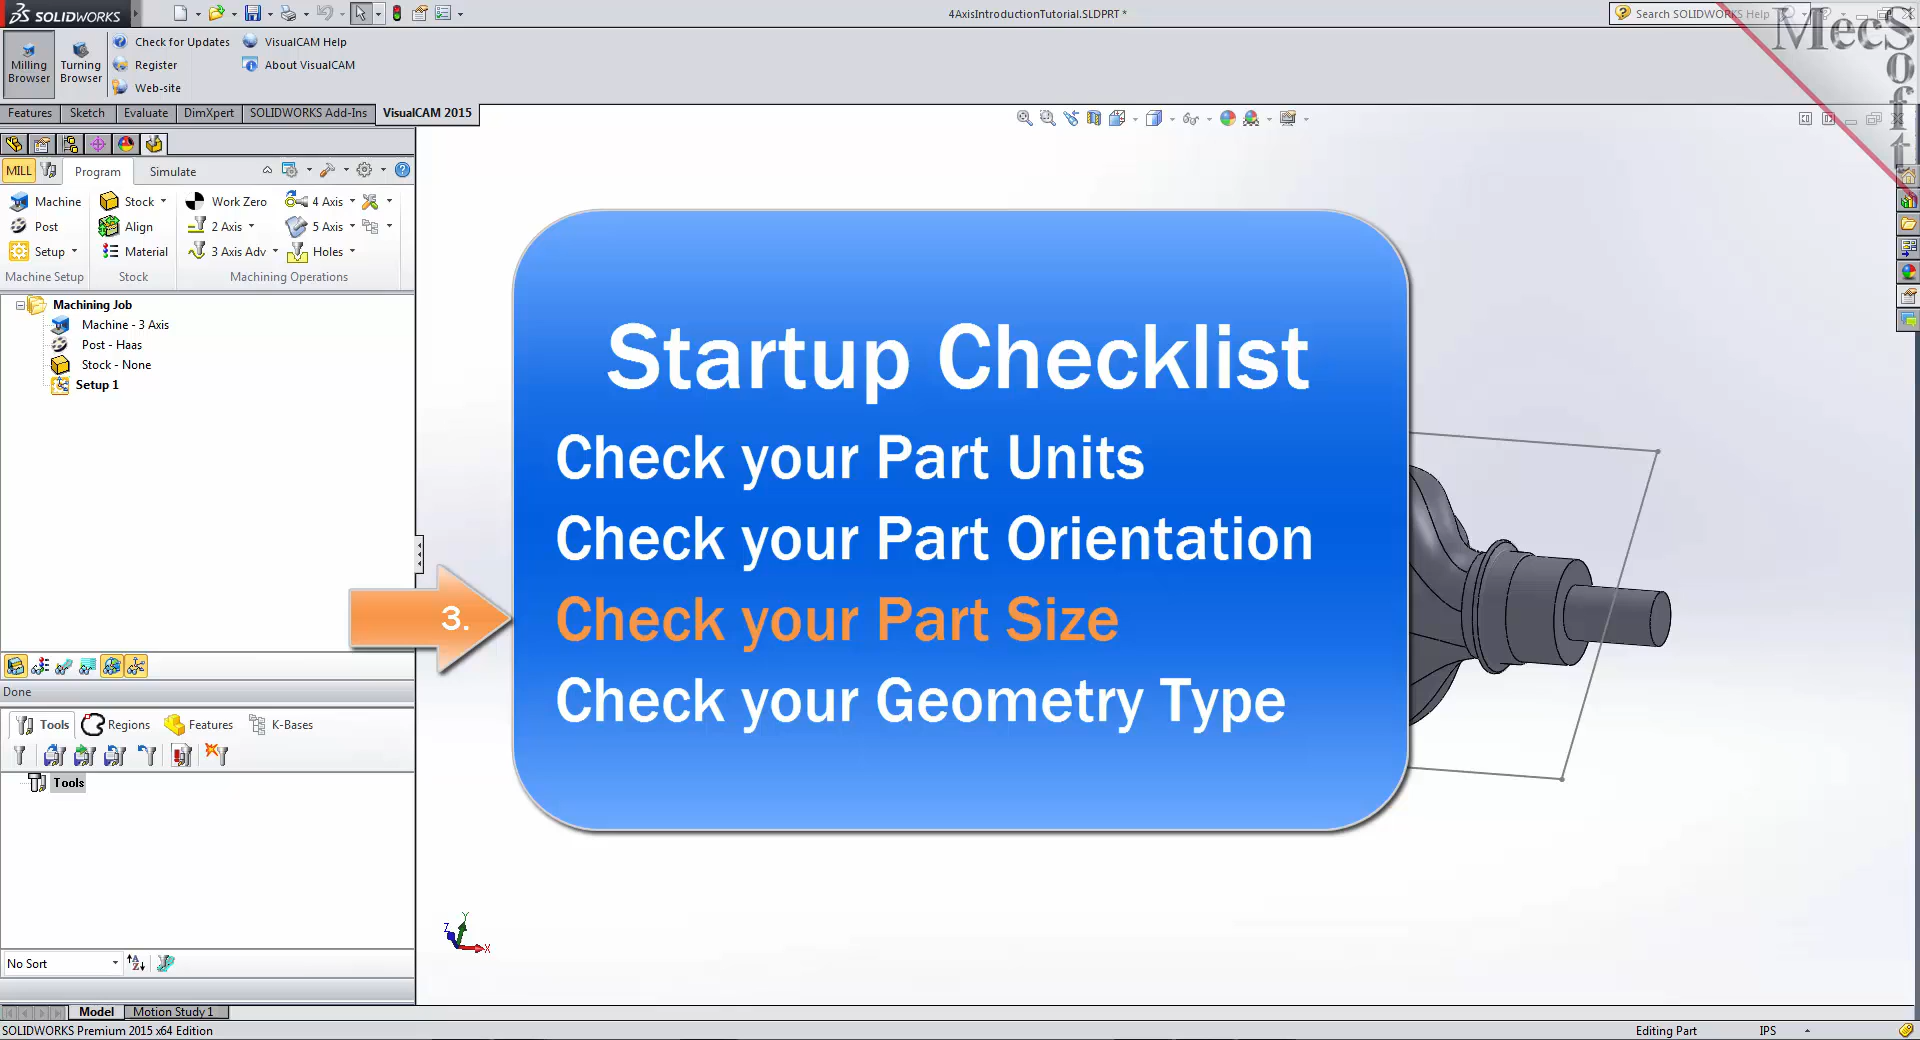 SOLIDWORKS
4AxisIntroductionTutorial.SLDPRT *
Search SOLIDWORKS Help
MecSoft
Milling Browser
Turning Browser
Check for Updates
Register
Web-site
VisualCAM Help
About VisualCAM
Features Sketch Evaluate DimXpert SOLIDWORKS Add-Ins VisualCAM 2015
MILL Program Simulate
Machine Stock Work Zero 4 Axis
Post Align 2 Axis 5 Axis
Setup Material 3 Axis Adv Holes
Machine Setup Stock Machining Operations
Machining Job
Machine - 3 Axis
Post - Haas
Stock - None
Setup 1
Startup Checklist
Check your Part Units
Check your Part Orientation
3. Check your Part Size
Check your Geometry Type
Done
Tools Regions Features K-Bases
Tools
Y
Z
X
No Sort
Model Motion Study 1
SOLIDWORKS Premium 2015 x64 Edition
Editing Part IPS